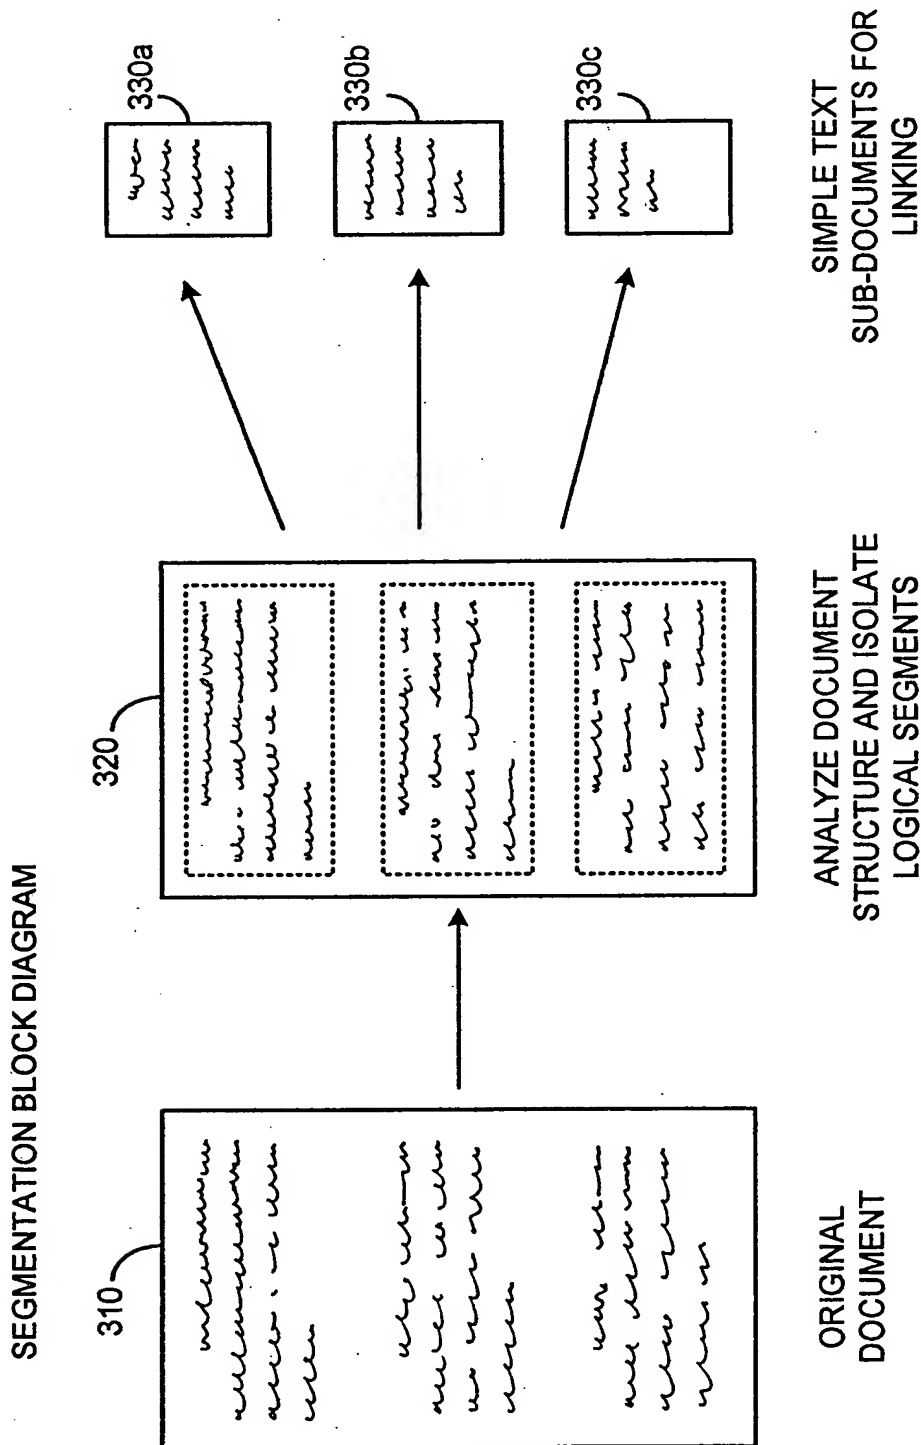 SEGMENTATION BLOCK DIAGRAM
310
320
330a
330b
330c
ORIGINAL
DOCUMENT
ANALYZE DOCUMENT
STRUCTURE AND ISOLATE
LOGICAL SEGMENTS
SIMPLE TEXT
SUB-DOCUMENTS FOR
LINKING